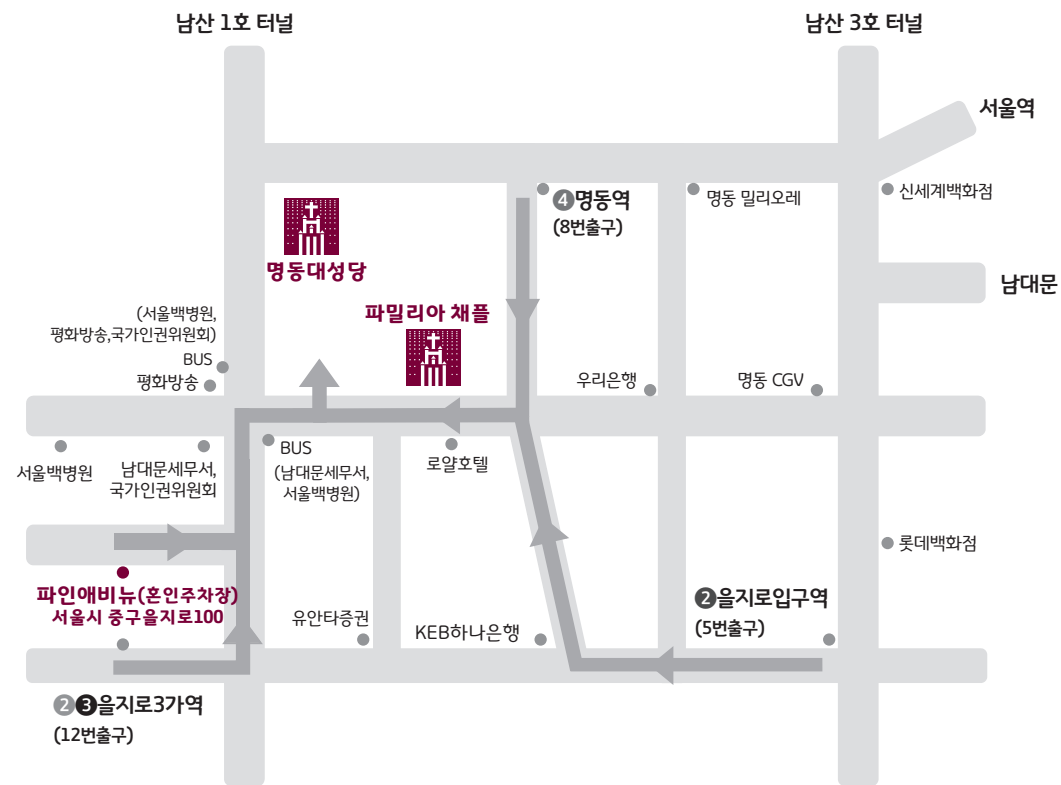 남산 1호 터널
남산 3호 터널
서울역
❹명동역
(8번출구)
명동 밀리오레
신세계백화점
명동대성당
남대문
파밀리아 채플
(서울백병원,
평화방송,국가인권위원회)
BUS
평화방송
우리은행
명동 CGV
서울백병원
남대문세무서,
국가인권위원회
BUS
(남대문세무서,
서울백병원)
로얄호텔
롯데백화점
파인애비뉴(혼인주차장)
서울시 중구을지로100
유안타증권
KEB하나은행
❷을지로입구역
(5번출구)
❷❸을지로3가역
(12번출구)